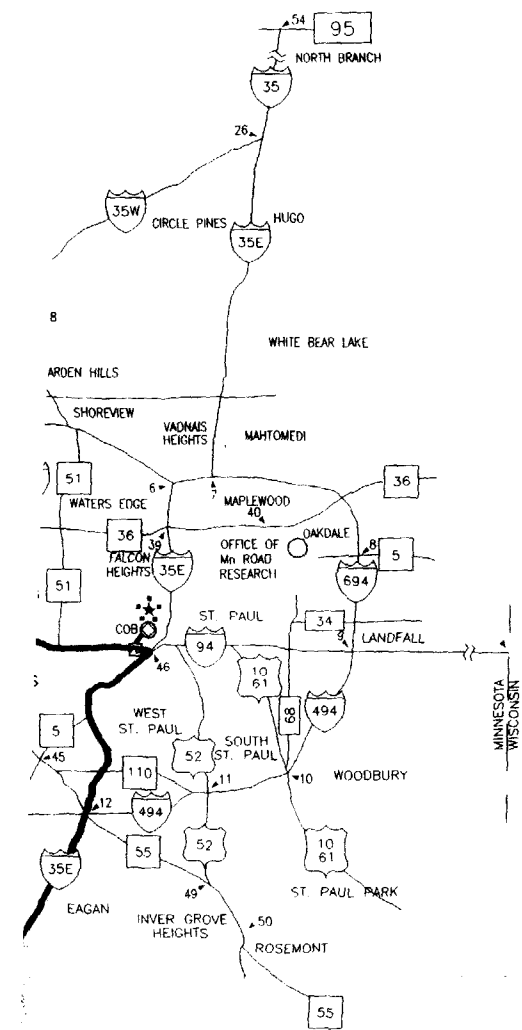 54
95
NORTH BRANCH
35
26
35W
CIRCLE PINES
HUGO
35E
8
WHITE BEAR LAKE
ARDEN HILLS
SHOREVIEW
VADNAIS
HEIGHTS
MAHTOMEDI
51
6
7
36
WATERS EDGE
MAPLEWOOD
40
36
39
OFFICE OF
Mn ROAD
RESEARCH
OAKDALE
8
5
FALCON
HEIGHTS
35E
694
51
COB
ST. PAUL
34
94
9
LANDFALL
46
10
61
MINNESOTA
WISCONSIN
S
WEST
ST. PAUL
68
494
5
45
52
SOUTH
ST. PAUL
110
11
10
WOODBURY
12
494
55
52
10
61
35E
49
ST. PAUL PARK
EAGAN
INVER GROVE
HEIGHTS
50
ROSEMONT
55